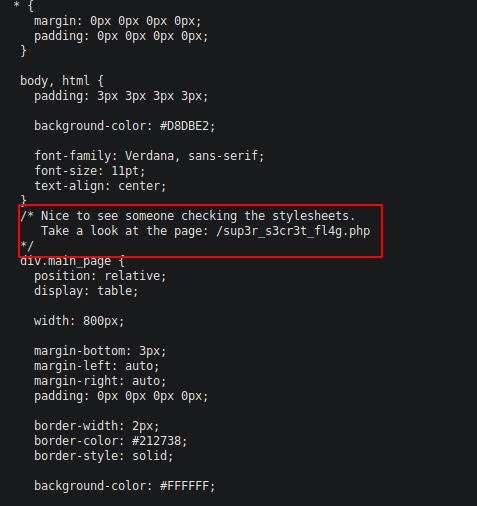 * {
margin: 0px 0px 0px 0px;
padding: 0px 0px 0px 0px;
}
body, html {
padding: 3px 3px 3px 3px;
background-color: #D8DBE2;
font-family: Verdana, sans-serif;
font-size: 11pt;
text-align: center;
}
/* Nice to see someone checking the stylesheets.
Take a look at the page: /sup3r_s3cr3t_fl4g.php
*/
div.main_page {
position: relative;
display: table;
width: 800px;
margin-bottom: 3px;
margin-left: auto;
margin-right: auto;
padding: 0px 0px 0px 0px;
border-width: 2px;
border-color: #212738;
border-style: solid;
background-color: #FFFFFF;